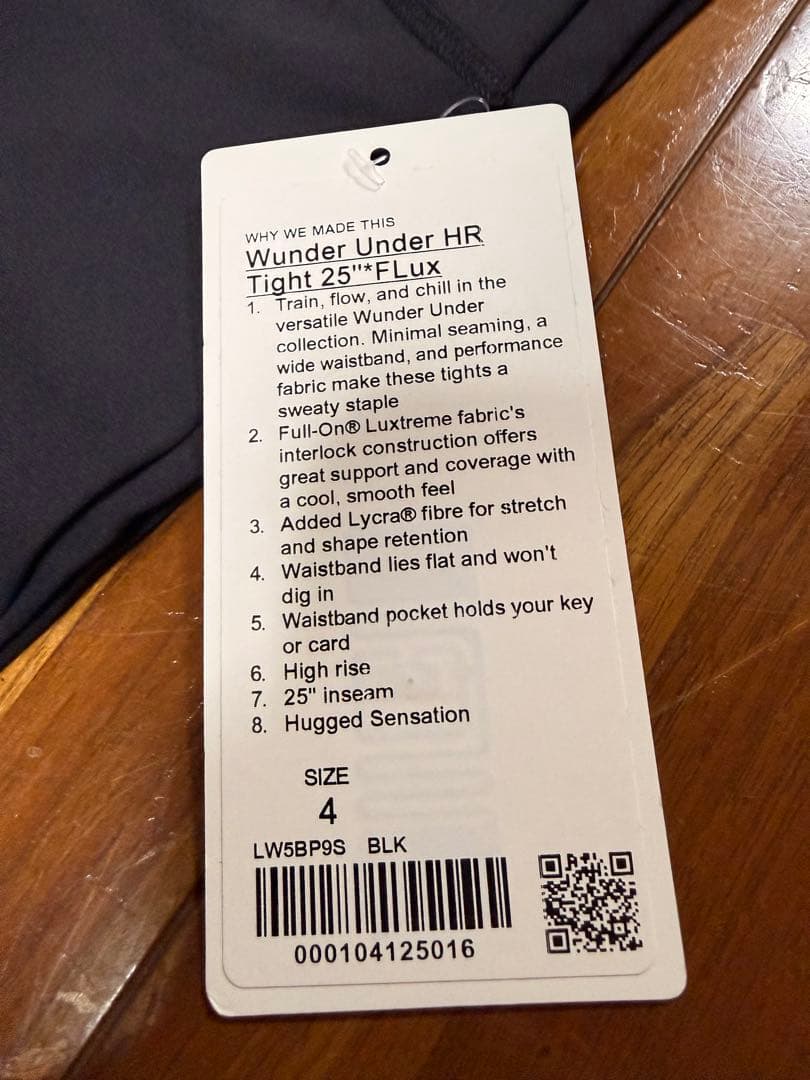 WHY WE MADE THIS
Wunder Under HR
Tight 25"*FLux
1. Train, flow, and chill in the
versatile Wunder Under
collection. Minimal seaming, a
wide waistband, and performance
fabric make these tights a
sweaty staple
2. Full-On® Luxtreme fabric's
interlock construction offers
great support and coverage with
a cool, smooth feel
3. Added Lycra® fibre for stretch
and shape retention
4. Waistband lies flat and won't
dig in
5. Waistband pocket holds your key
or card
6. High rise
7. 25" inseam
8. Hugged Sensation
SIZE
4
LW5BP9S BLK
000104125016